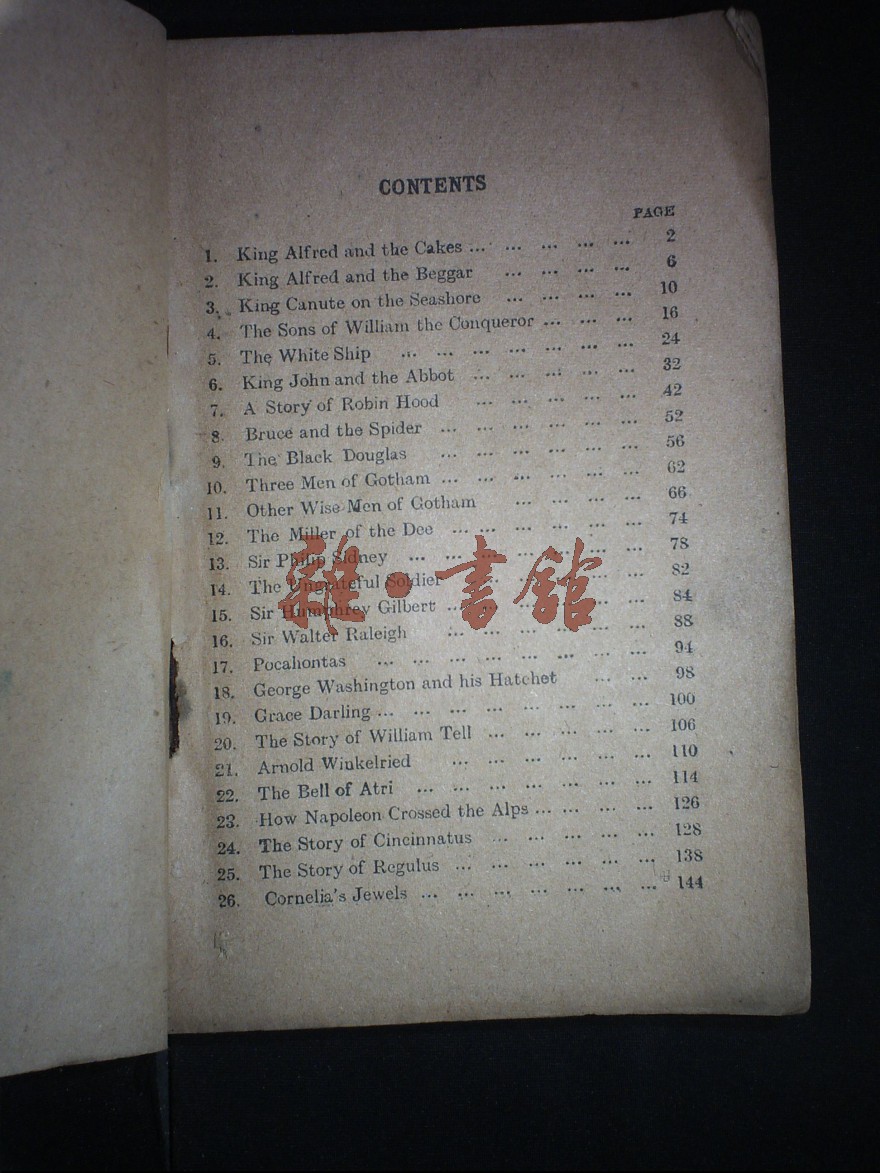 CONTENTS
PAGE
1. King Alfred and the Cakes ... ... ... ... ... 2
2. King Alfred and the Beggar ... ... ... ... 6
3. King Canute on the Seashore ... ... ... ... 10
4. The Sons of William the Conqueror ... ... ... 16
5. The White Ship ... ... ... ... ... ... ... 24
6. King John and the Abbot ... ... ... ... ... 32
7. A Story of Robin Hood ... ... ... ... ... 42
8. Bruce and the Spider ... ... ... ... ... ... 52
9. The Black Douglas ... ... ... ... ... ... 56
10. Three Men of Gotham ... ... ... ... ... ... 62
11. Other Wise Men of Gotham ... ... ... ... 66
12. The Miller of the Dee ... ... ... ... ... ... 74
13. Sir Philip Sidney ... ... ... ... ... ... ... 78
14. The Ungrateful Soldier ... ... ... ... ... 82
15. Sir Humphrey Gilbert ... ... ... ... ... ... 84
16. Sir Walter Raleigh ... ... ... ... ... ... 88
17. Pocahontas ... ... ... ... ... ... ... ... 94
18. George Washington and his Hatchet ... ... 98
19. Grace Darling ... ... ... ... ... ... ... ... 100
20. The Story of William Tell ... ... ... ... ... 106
21. Arnold Winkelried ... ... ... ... ... ... 110
22. The Bell of Atri ... ... ... ... ... ... ... 114
23. How Napoleon Crossed the Alps ... ... ... ... 126
24. The Story of Cincinnatus ... ... ... ... ... 128
25. The Story of Regulus ... ... ... ... ... ... 138
26. Cornelia's Jewels ... ... ... ... ... ... ... 144
雜·書館